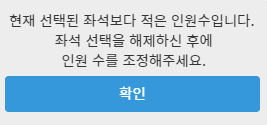 현재 선택된 좌석보다 적은 인원수입니다.
좌석 선택을 해제하신 후에
인원 수를 조정해주세요.
확인